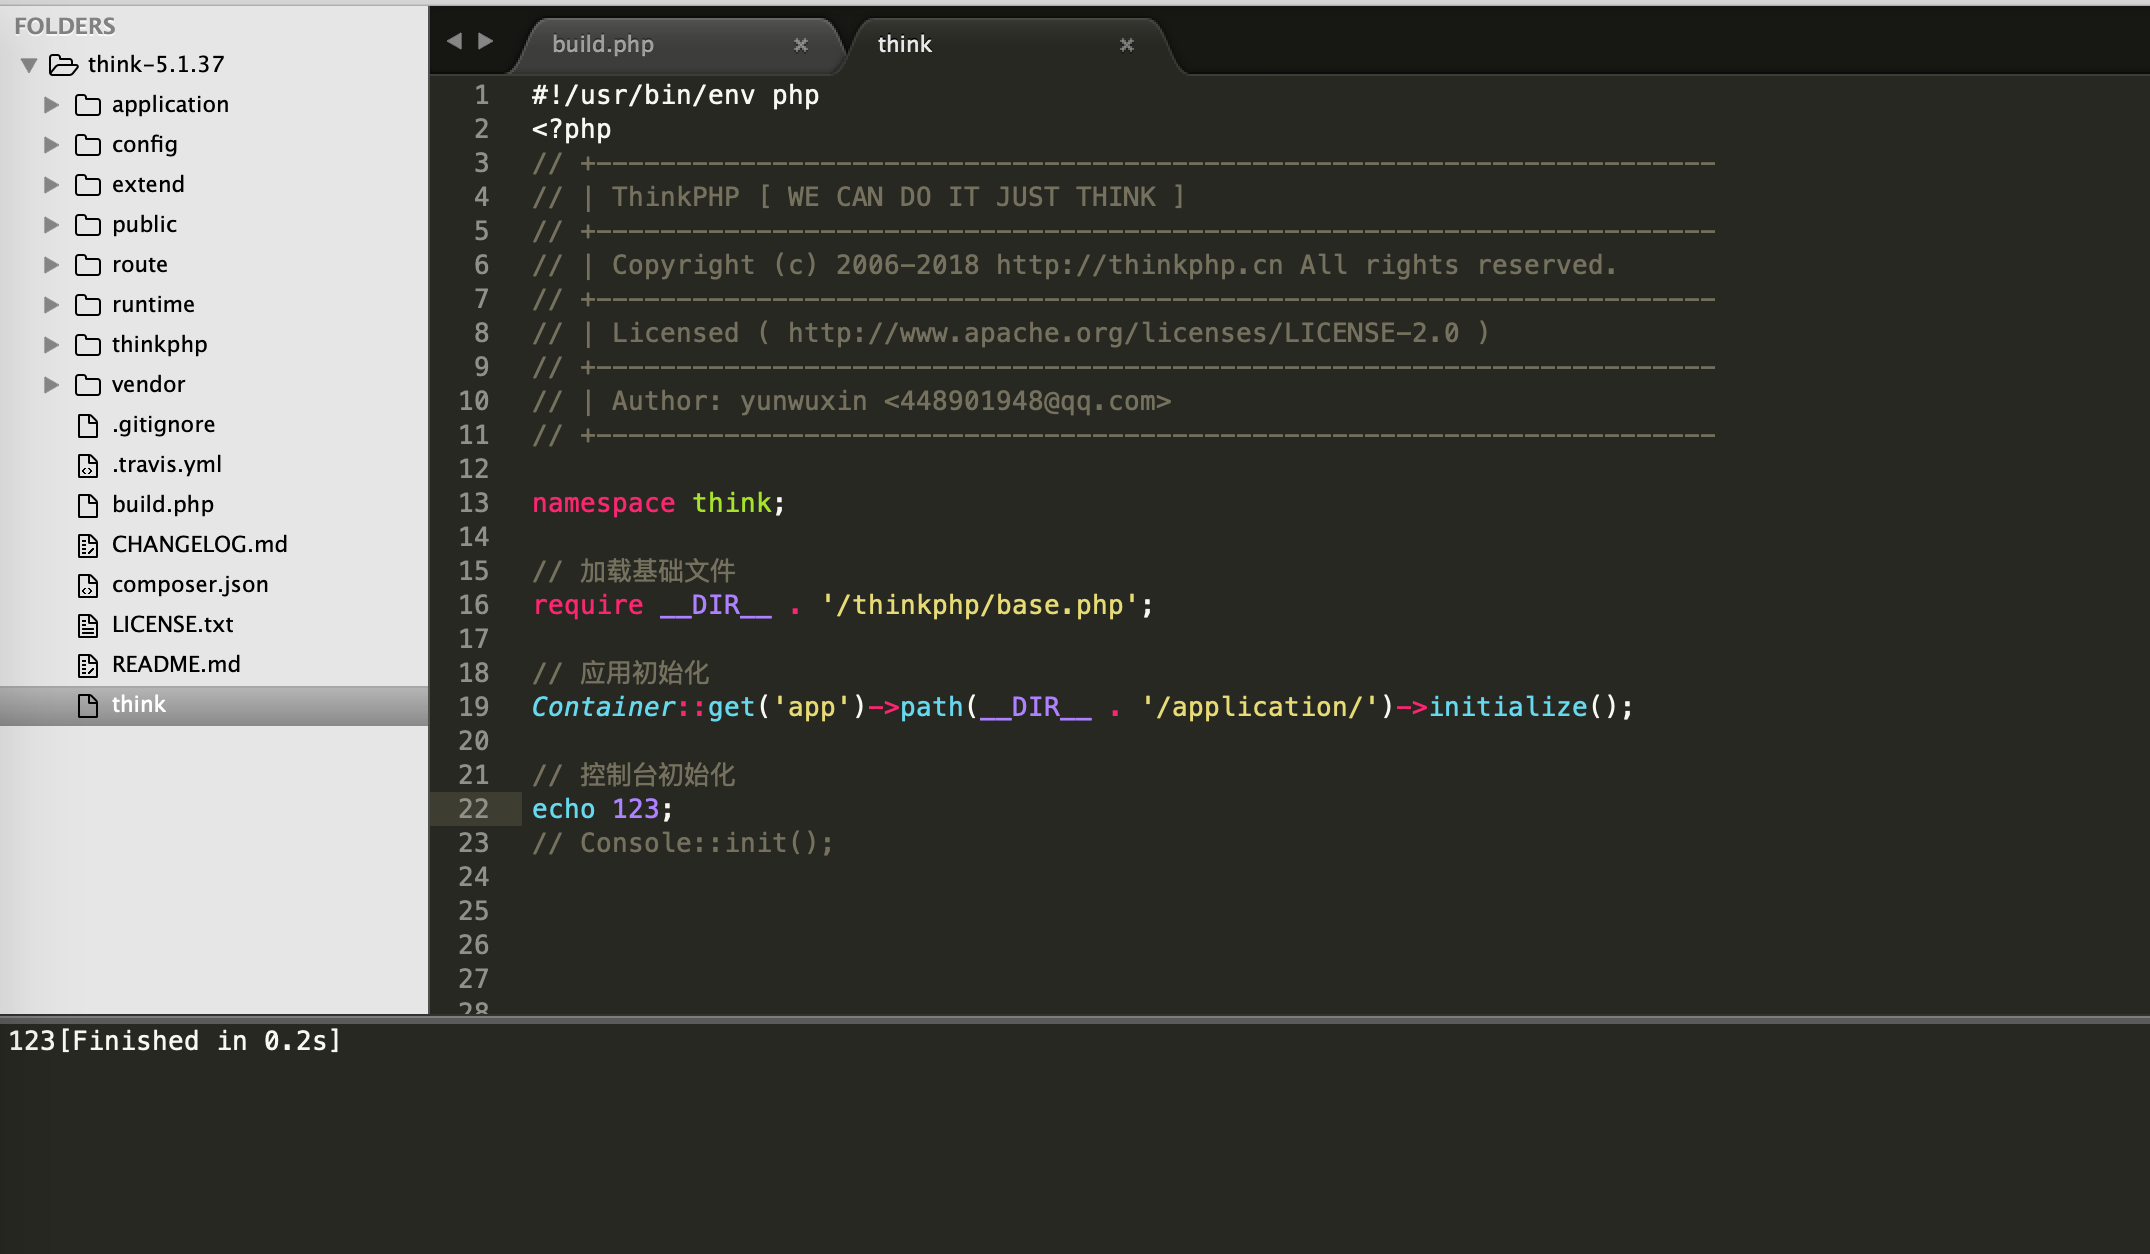 FOLDERS
think-5.1.37
application
config
extend
public
route
runtime
thinkphp
vendor
.gitignore
.travis.yml
build.php
CHANGELOG.md
composer.json
LICENSE.txt
README.md
think
build.php
think
1 #!/usr/bin/env php
2 <?php
3 // +----------------------------------------------------------------------
4 // | ThinkPHP [ WE CAN DO IT JUST THINK ]
5 // +----------------------------------------------------------------------
6 // | Copyright (c) 2006-2018 http://thinkphp.cn All rights reserved.
7 // +----------------------------------------------------------------------
8 // | Licensed ( http://www.apache.org/licenses/LICENSE-2.0 )
9 // +----------------------------------------------------------------------
10 // | Author: yunwuxin <448901948@qq.com>
11 // +----------------------------------------------------------------------
12
13 namespace think;
14
15 // 加载基础文件
16 require __DIR__ . '/thinkphp/base.php';
17
18 // 应用初始化
19 Container::get('app')->path(__DIR__ . '/application/')->initialize();
20
21 // 控制台初始化
22 echo 123;
23 // Console::init();
24
25
26
27
28
123[Finished in 0.2s]